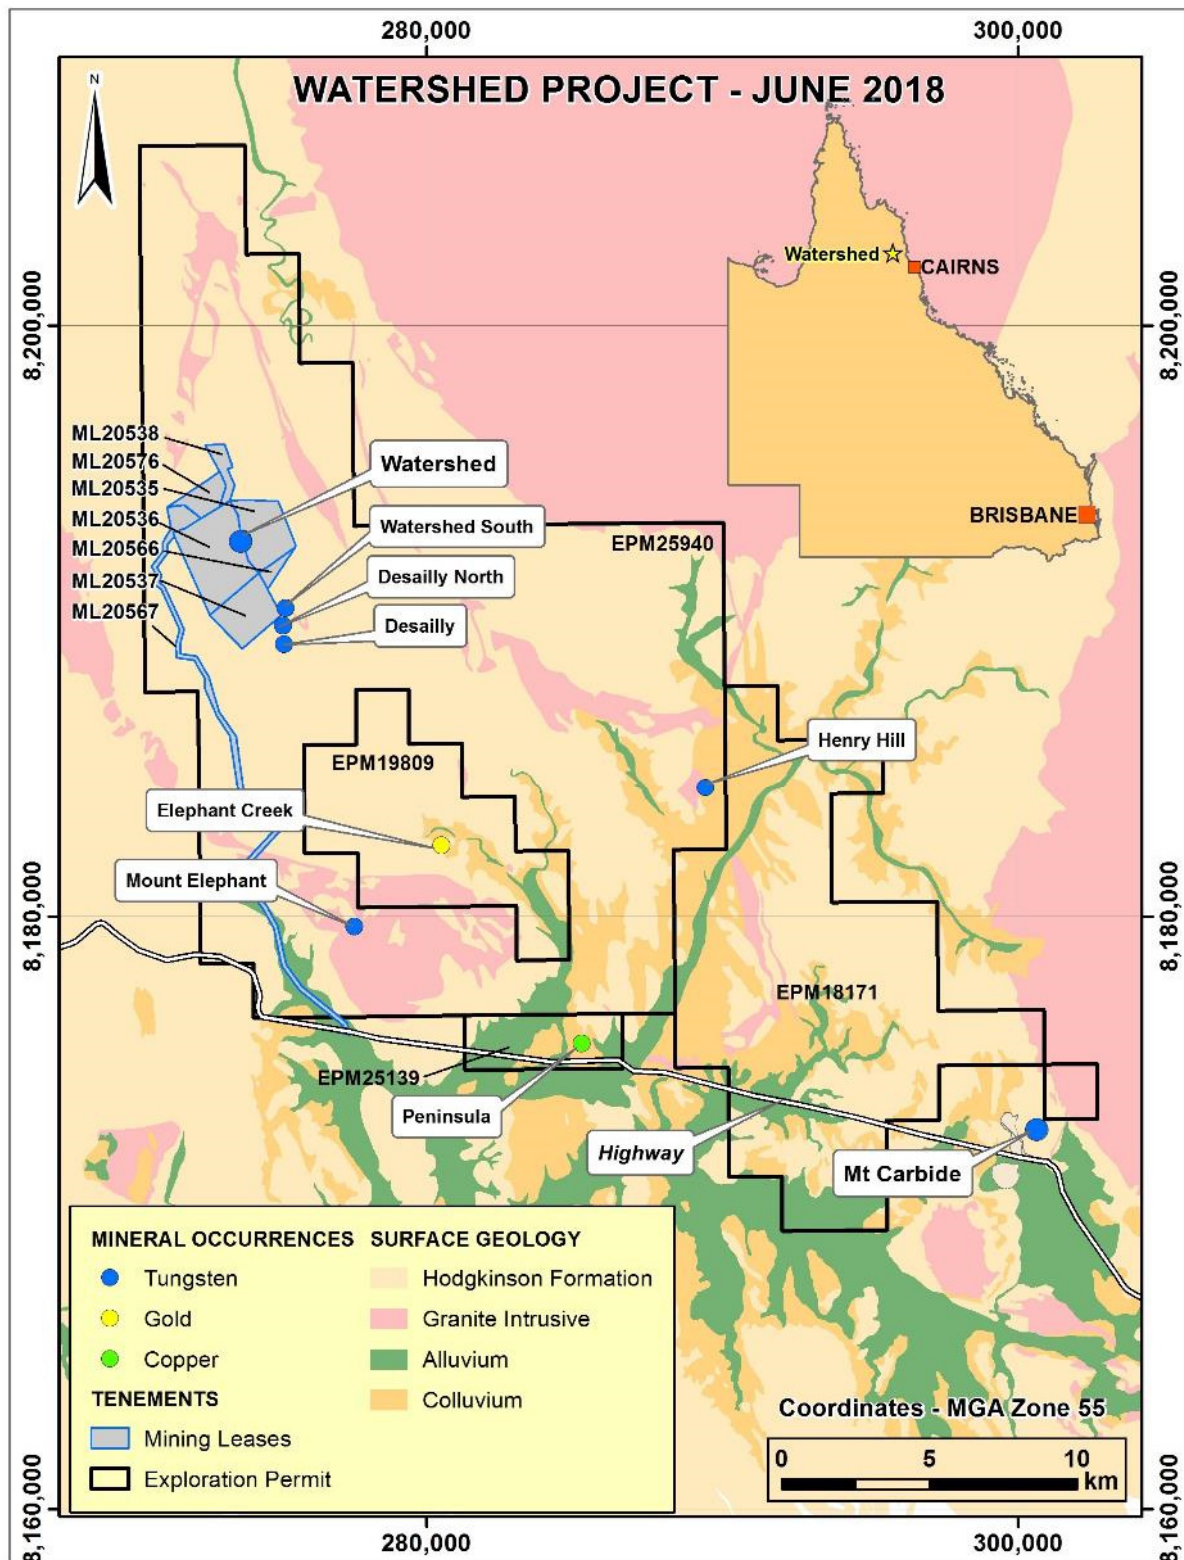 280,000
300,000
WATERSHED PROJECT - JUNE 2018
N
Watershed
CAIRNS
8,200,000
8,200,000
ML20538
ML20576
ML20535
ML20536
ML20566
ML20537
ML20567
Watershed
Watershed South
Desailly North
Desailly
EPM25940
BRISBANE
Henry Hill
EPM19809
Elephant Creek
Mount Elephant
8,180,000
8,180,000
EPM18171
EPM25139
Peninsula
Highway
Mt Carbide
MINERAL OCCURRENCES
Tungsten
Gold
Copper
TENEMENTS
Mining Leases
Exploration Permit
SURFACE GEOLOGY
Hodgkinson Formation
Granite Intrusive
Alluvium
Colluvium
Coordinates - MGA Zone 55
0 5 10
km
8,160,000
8,160,000
280,000
300,000